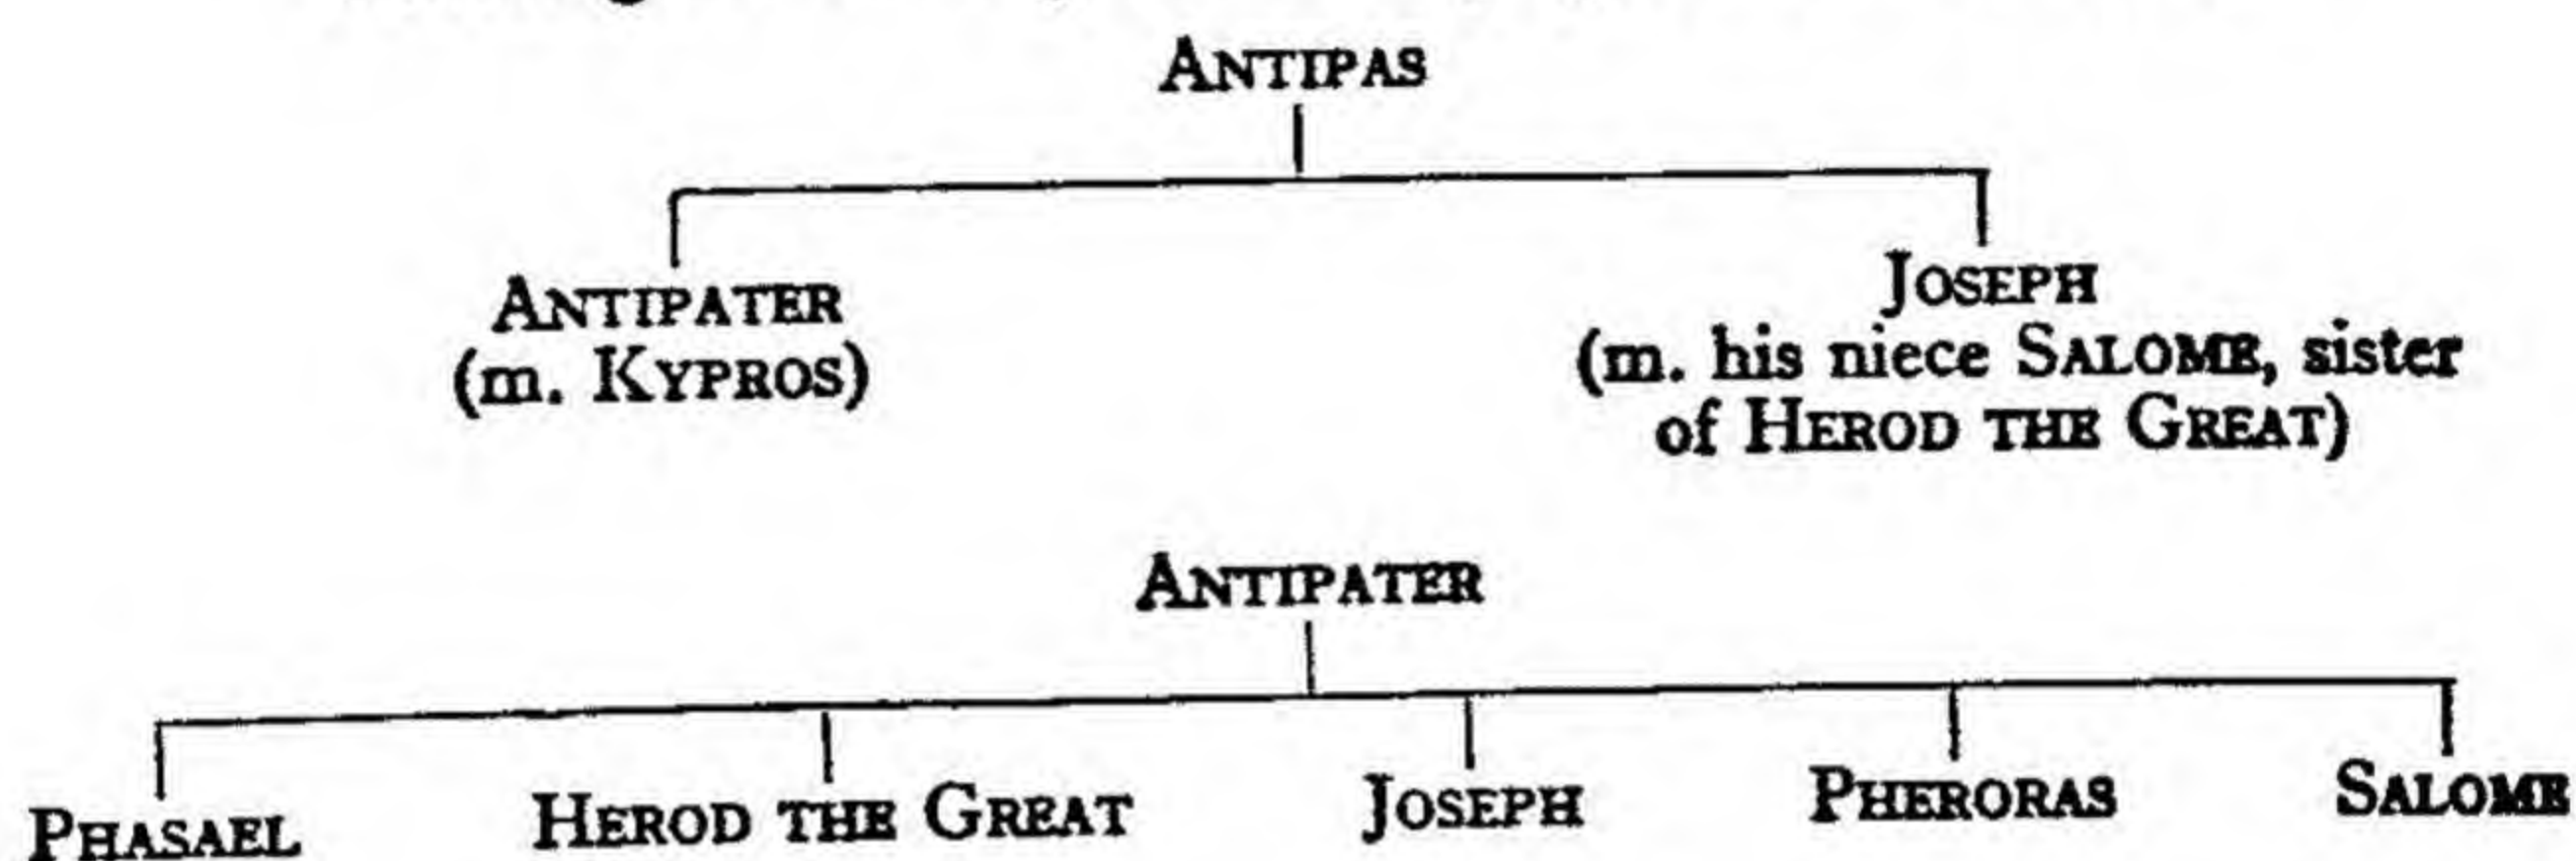 ANTIPAS
ANTIPATER
(m. KYPROS)
JOSEPH
(m. his niece SALOME, sister
of HEROD THE GREAT)
ANTIPATER
PHASAEL
HEROD THE GREAT
JOSEPH
PHERORAS
SALOME